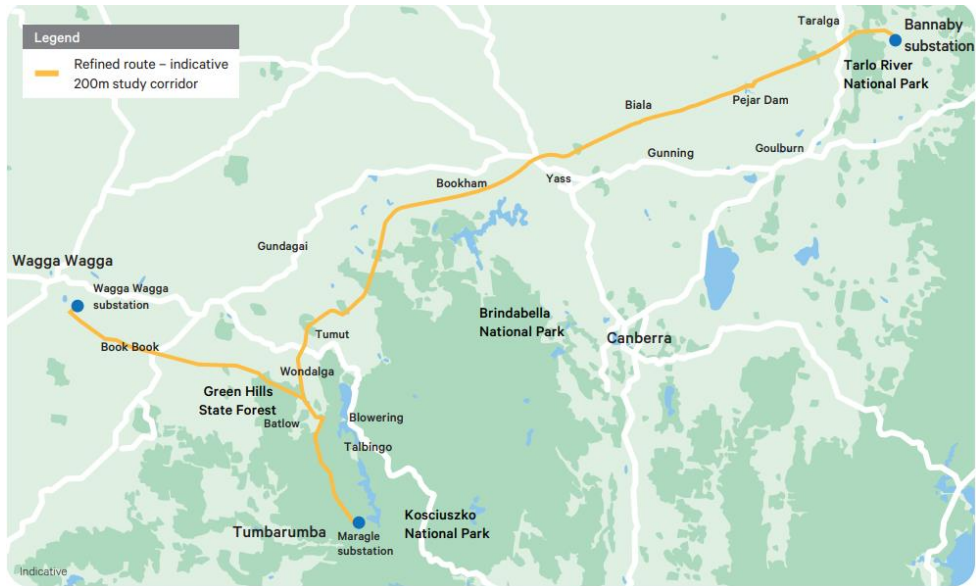 Legend
Refined route – indicative
200m study corridor
Taralga
Bannaby
substation
Tarlo River
National Park
Biala
Pejar Dam
Goulburn
Gunning
Yass
Bookham
Gundagai
Wagga Wagga
Wagga Wagga
substation
Book Book
Tumut
Brindabella
National Park
Canberra
Wondalga
Green Hills
State Forest
Batlow
Blowering
Talbingo
Kosciuszko
National Park
Tumbarumba
Maragle
substation
Indicative